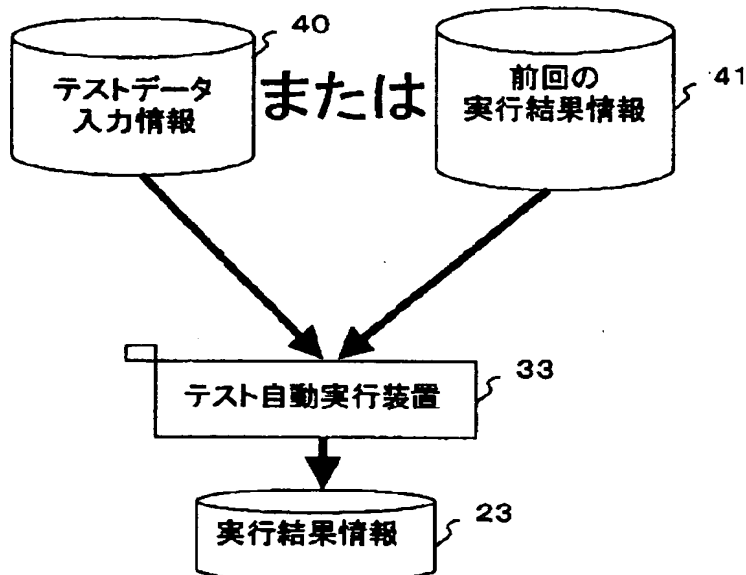 40
テストデータ
入力情報
または
前回の
実行結果情報
41
テスト自動実行装置
33
実行結果情報
23